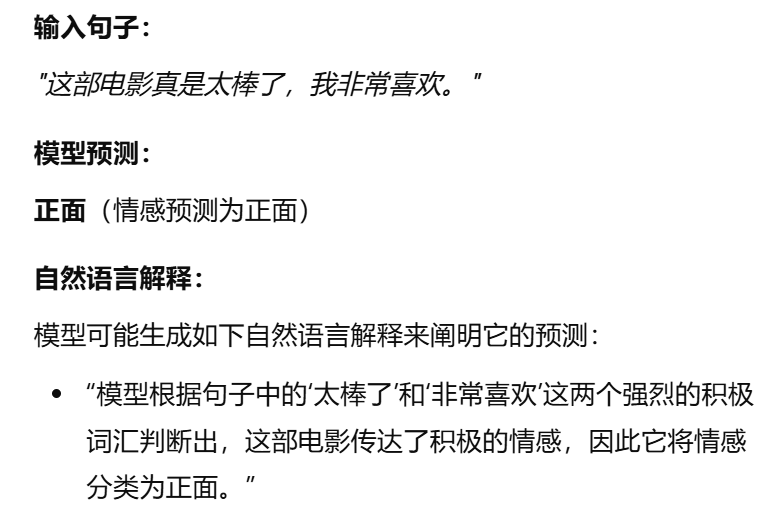 输入句子：
"这部电影真是太棒了，我非常喜欢。"
模型预测：
正面（情感预测为正面）
自然语言解释：
模型可能生成如下自然语言解释来阐明它的预测：
• “模型根据句子中的‘太棒了’和‘非常喜欢’这两个强烈的积极
词汇判断出，这部电影传达了积极的情感，因此它将情感
分类为正面。”